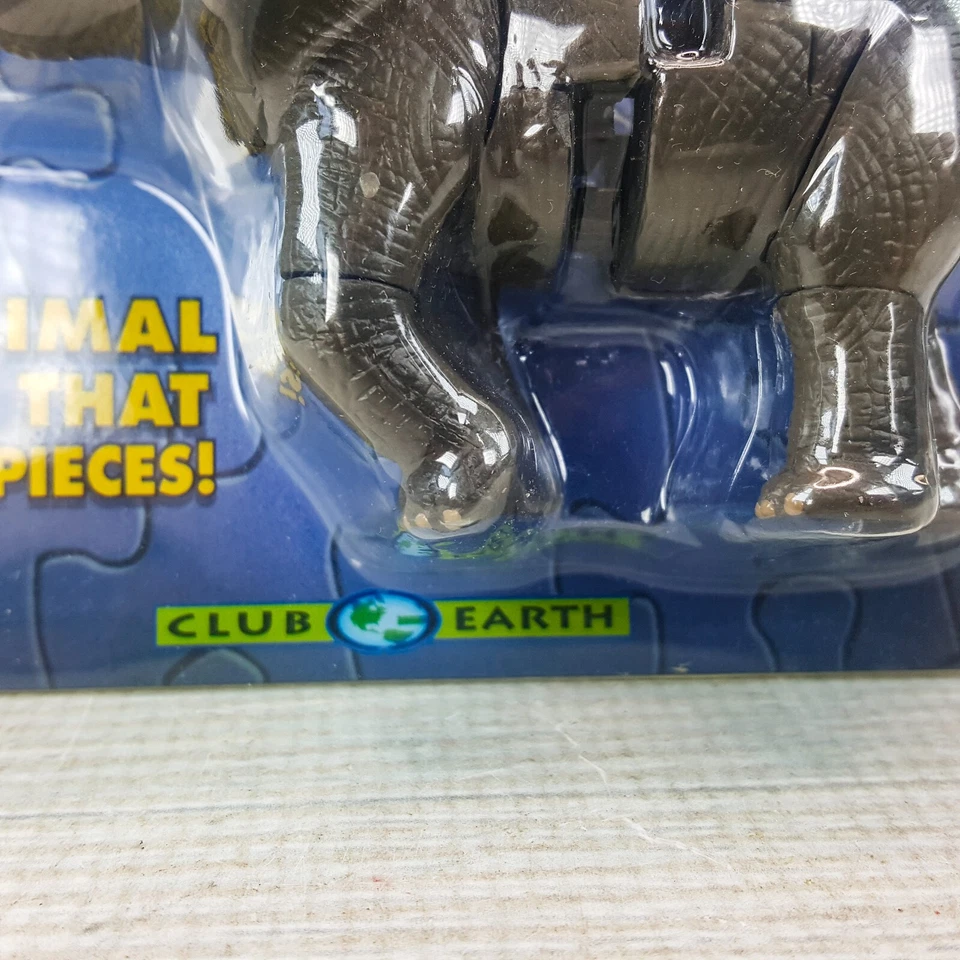 IMAL
THAT
PIECES!
CLUB EARTH